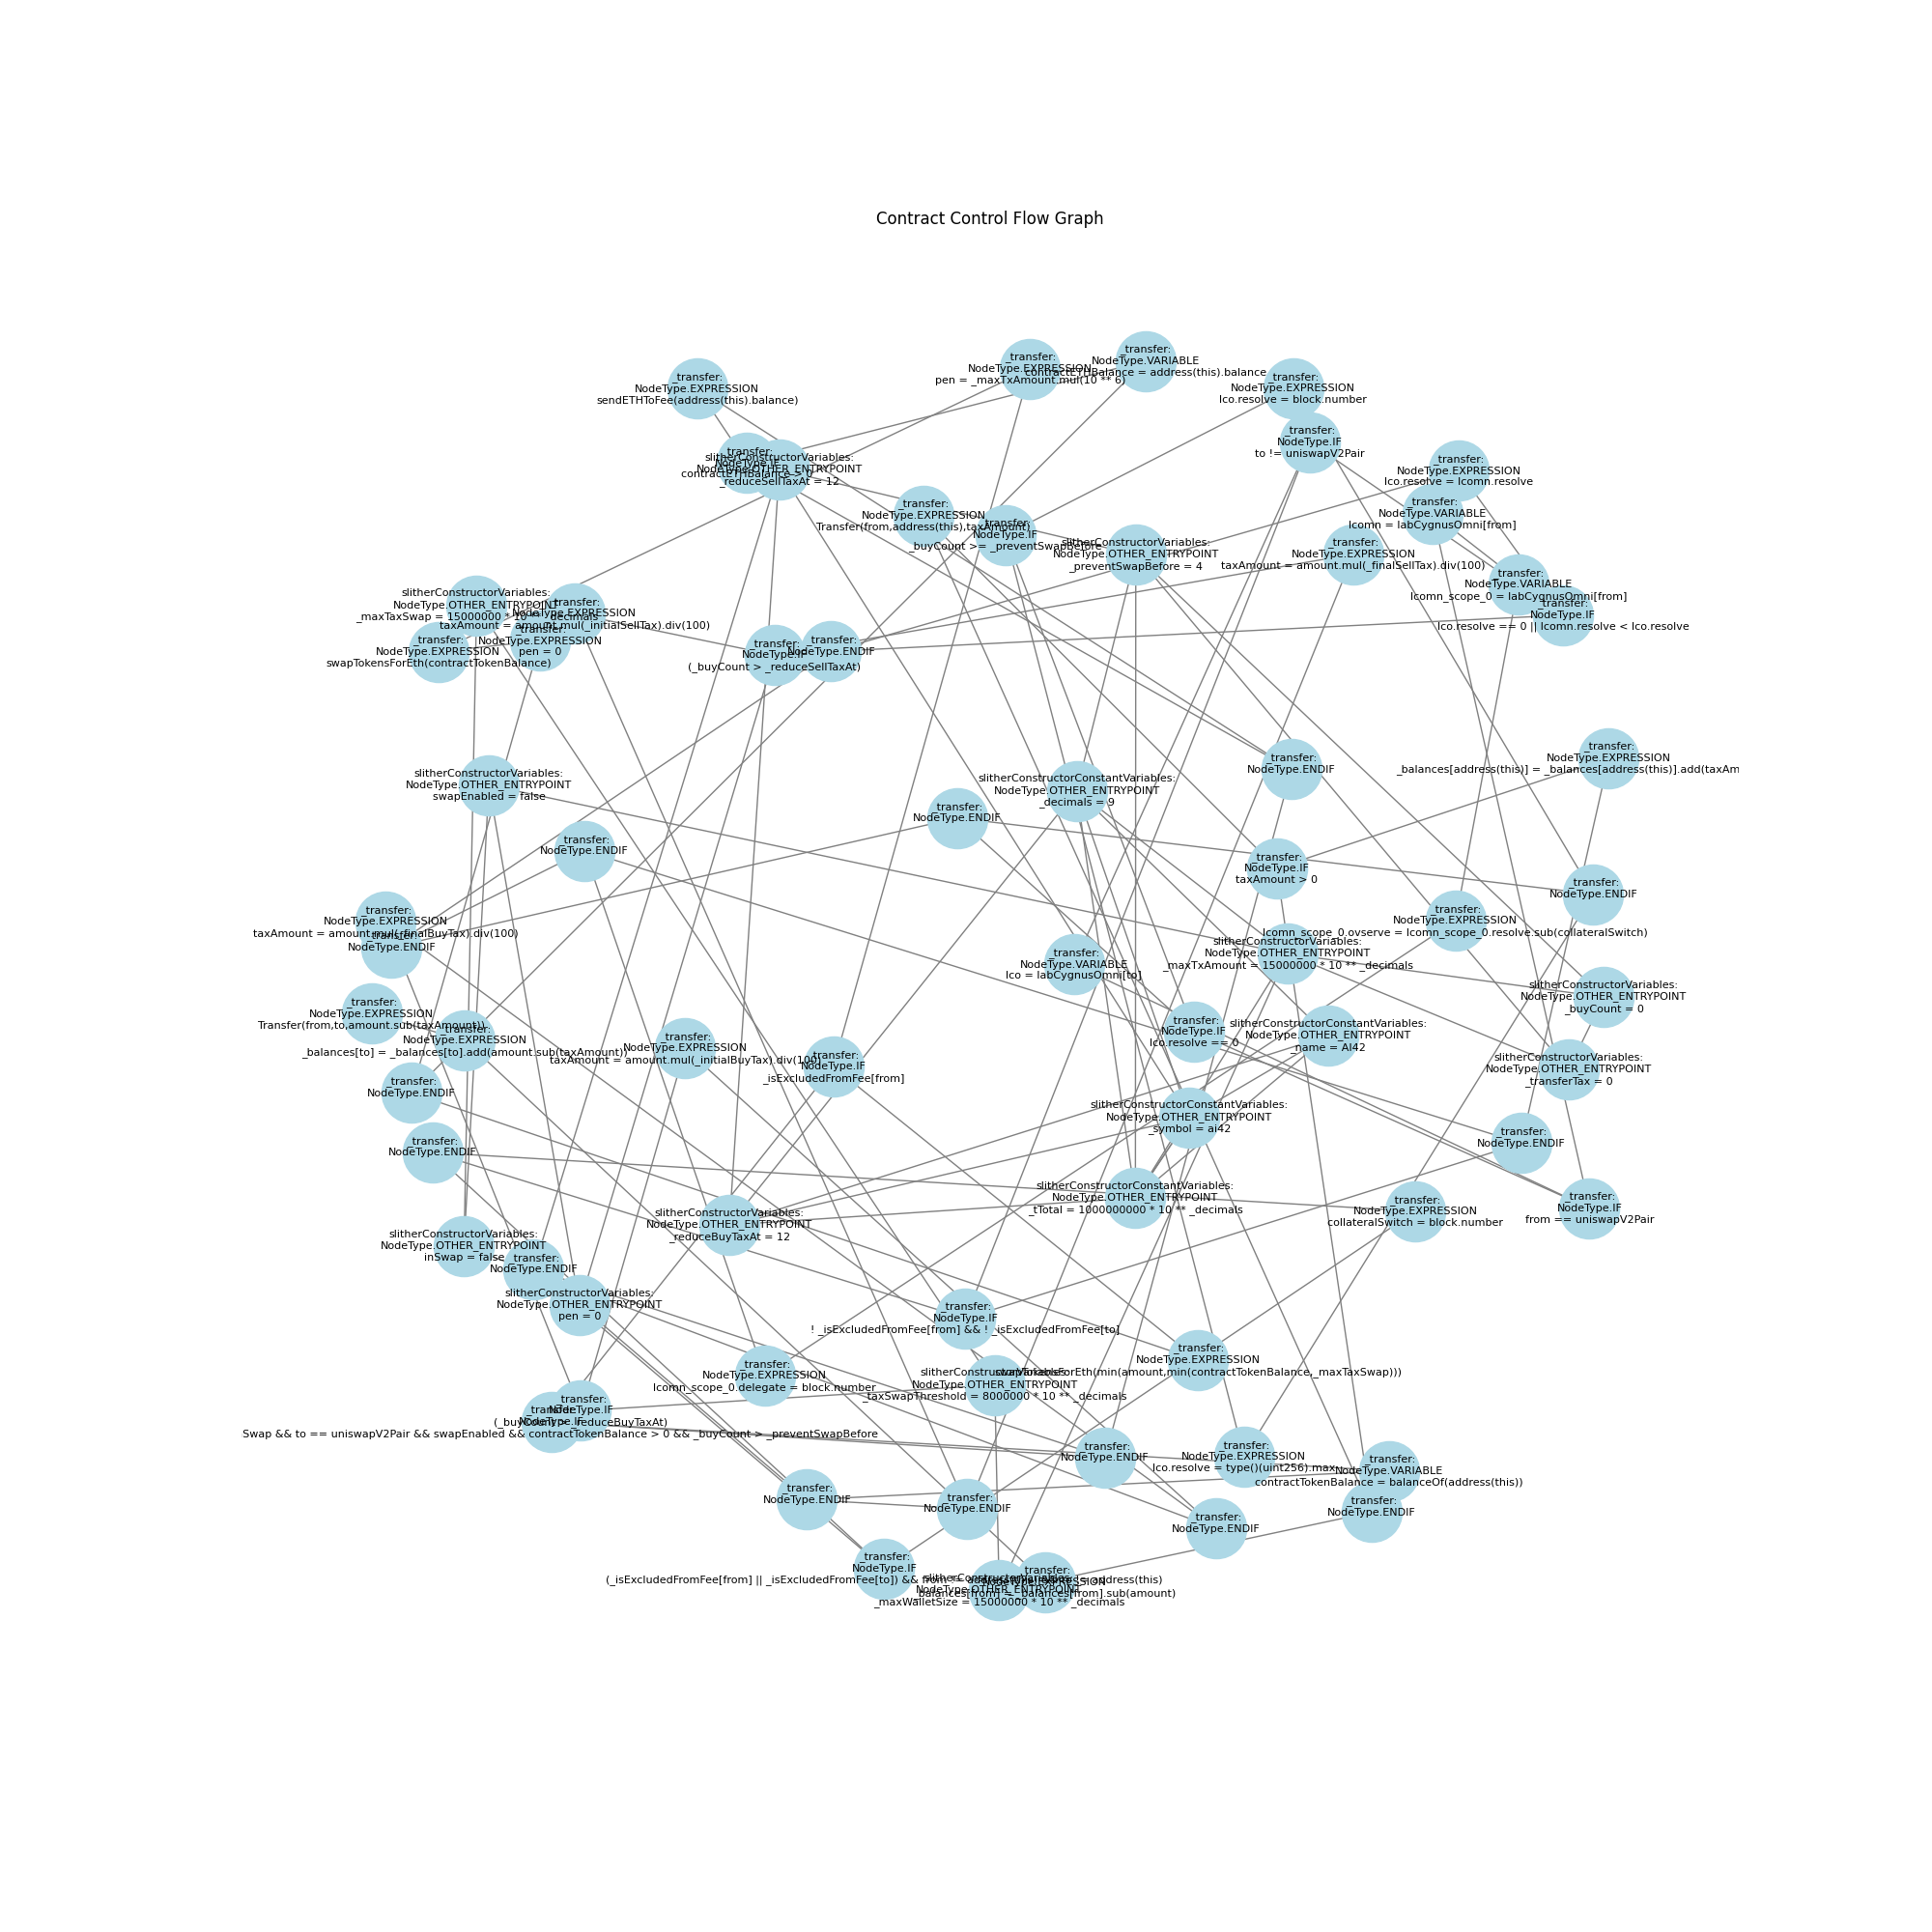 Contract Control Flow Graph
_transfer:
NodeType.EXPRESSION
sendETHToFee(address(this).balance)
_transfer:
NodeType.EXPRESSION
pen = _maxTxAmount.mul(10 ** 6)
_transfer:
NodeType.VARIABLE
contractETHBalance = address(this).balance
_transfer:
NodeType.EXPRESSION
lco.resolve = block.number
_transfer:
NodeType.IF
to != uniswapV2Pair
_transfer:
NodeType.IF
contractETHBalance > 0
slitherConstructorVariables:
NodeType.OTHER_ENTRYPOINT
_reduceSellTaxAt = 12
_transfer:
NodeType.EXPRESSION
lco.resolve = lcomn.resolve
_transfer:
NodeType.VARIABLE
lcomn = labCygnusOmni[from]
_transfer:
NodeType.EXPRESSION
Transfer(from,address(this),taxAmount)
_transfer:
NodeType.IF
_buyCount >= _preventSwapBefore
slitherConstructorVariables:
NodeType.OTHER_ENTRYPOINT
_preventSwapBefore = 4
_transfer:
NodeType.EXPRESSION
taxAmount = amount.mul(_finalSellTax).div(100)
_transfer:
NodeType.VARIABLE
lcomn_scope_0 = labCygnusOmni[from]
_transfer:
NodeType.IF
lco.resolve == 0 || lcomn.resolve < lco.resolve
slitherConstructorVariables:
NodeType.OTHER_ENTRYPOINT
_maxTaxSwap = 15000000 * 10 ** _decimals
_transfer:
NodeType.EXPRESSION
taxAmount = amount.mul(_initialSellTax).div(100)
_transfer:
NodeType.EXPRESSION
swapTokensForEth(contractTokenBalance)
_transfer:
NodeType.EXPRESSION
pen = 0
_transfer:
NodeType.IF
(_buyCount > _reduceSellTaxAt)
_transfer:
NodeType.ENDIF
_transfer:
NodeType.EXPRESSION
_balances[address(this)] = _balances[address(this)].add(taxAm
_transfer:
NodeType.ENDIF
slitherConstructorVariables:
NodeType.OTHER_ENTRYPOINT
swapEnabled = false
slitherConstructorConstantVariables:
NodeType.OTHER_ENTRYPOINT
_decimals = 9
_transfer:
NodeType.ENDIF
_transfer:
NodeType.ENDIF
_transfer:
NodeType.IF
taxAmount > 0
_transfer:
NodeType.ENDIF
_transfer:
NodeType.EXPRESSION
taxAmount = amount.mul(_finalBuyTax).div(100)
_transfer:
NodeType.ENDIF
_transfer:
NodeType.EXPRESSION
lcomn_scope_0.ovserve = lcomn_scope_0.resolve.sub(collateralSwitch)
slitherConstructorVariables:
NodeType.OTHER_ENTRYPOINT
_maxTxAmount = 15000000 * 10 ** _decimals
_transfer:
NodeType.VARIABLE
lco = labCygnusOmni[to]
slitherConstructorVariables:
NodeType.OTHER_ENTRYPOINT
_buyCount = 0
_transfer:
NodeType.EXPRESSION
Transfer(from,to,amount.sub(taxAmount))
_transfer:
NodeType.EXPRESSION
_balances[to] = _balances[to].add(amount.sub(taxAmount))
_transfer:
NodeType.EXPRESSION
taxAmount = amount.mul(_initialBuyTax).div(100)
_transfer:
NodeType.IF
_isExcludedFromFee[from]
_transfer:
NodeType.IF
lco.resolve == 0
slitherConstructorConstantVariables:
NodeType.OTHER_ENTRYPOINT
_name = AI42
slitherConstructorVariables:
NodeType.OTHER_ENTRYPOINT
_transferTax = 0
_transfer:
NodeType.ENDIF
slitherConstructorConstantVariables:
NodeType.OTHER_ENTRYPOINT
_symbol = ai42
_transfer:
NodeType.ENDIF
_transfer:
NodeType.ENDIF
slitherConstructorConstantVariables:
NodeType.OTHER_ENTRYPOINT
_tTotal = 1000000000 * 10 ** _decimals
_transfer:
NodeType.EXPRESSION
collateralSwitch = block.number
_transfer:
NodeType.IF
from == uniswapV2Pair
slitherConstructorVariables:
NodeType.OTHER_ENTRYPOINT
_reduceBuyTaxAt = 12
slitherConstructorVariables:
NodeType.OTHER_ENTRYPOINT
inSwap = false
_transfer:
NodeType.ENDIF
slitherConstructorVariables:
NodeType.OTHER_ENTRYPOINT
pen = 0
_transfer:
NodeType.IF
! _isExcludedFromFee[from] && ! _isExcludedFromFee[to]
_transfer:
NodeType.EXPRESSION
swapTokensForEth(min(amount,min(contractTokenBalance,_maxTaxSwap)))
_transfer:
NodeType.EXPRESSION
lcomn_scope_0.delegate = block.number
slitherConstructorVariables:
NodeType.OTHER_ENTRYPOINT
_taxSwapThreshold = 8000000 * 10 ** _decimals
_transfer:
NodeType.IF
(_buyCount > _reduceBuyTaxAt)
_transfer:
NodeType.IF
Swap && to == uniswapV2Pair && swapEnabled && contractTokenBalance > 0 && _buyCount > _preventSwapBefore
_transfer:
NodeType.ENDIF
_transfer:
NodeType.EXPRESSION
lco.resolve = type()(uint256).max
_transfer:
NodeType.VARIABLE
contractTokenBalance = balanceOf(address(this))
_transfer:
NodeType.ENDIF
_transfer:
NodeType.ENDIF
_transfer:
NodeType.ENDIF
_transfer:
NodeType.ENDIF
_transfer:
NodeType.IF
(_isExcludedFromFee[from] || _isExcludedFromFee[to]) && from != address(this)
slitherConstructorVariables:
NodeType.OTHER_ENTRYPOINT
_maxWalletSize = 15000000 * 10 ** _decimals
_transfer:
NodeType.EXPRESSION
_balances[from] = _balances[from].sub(amount)